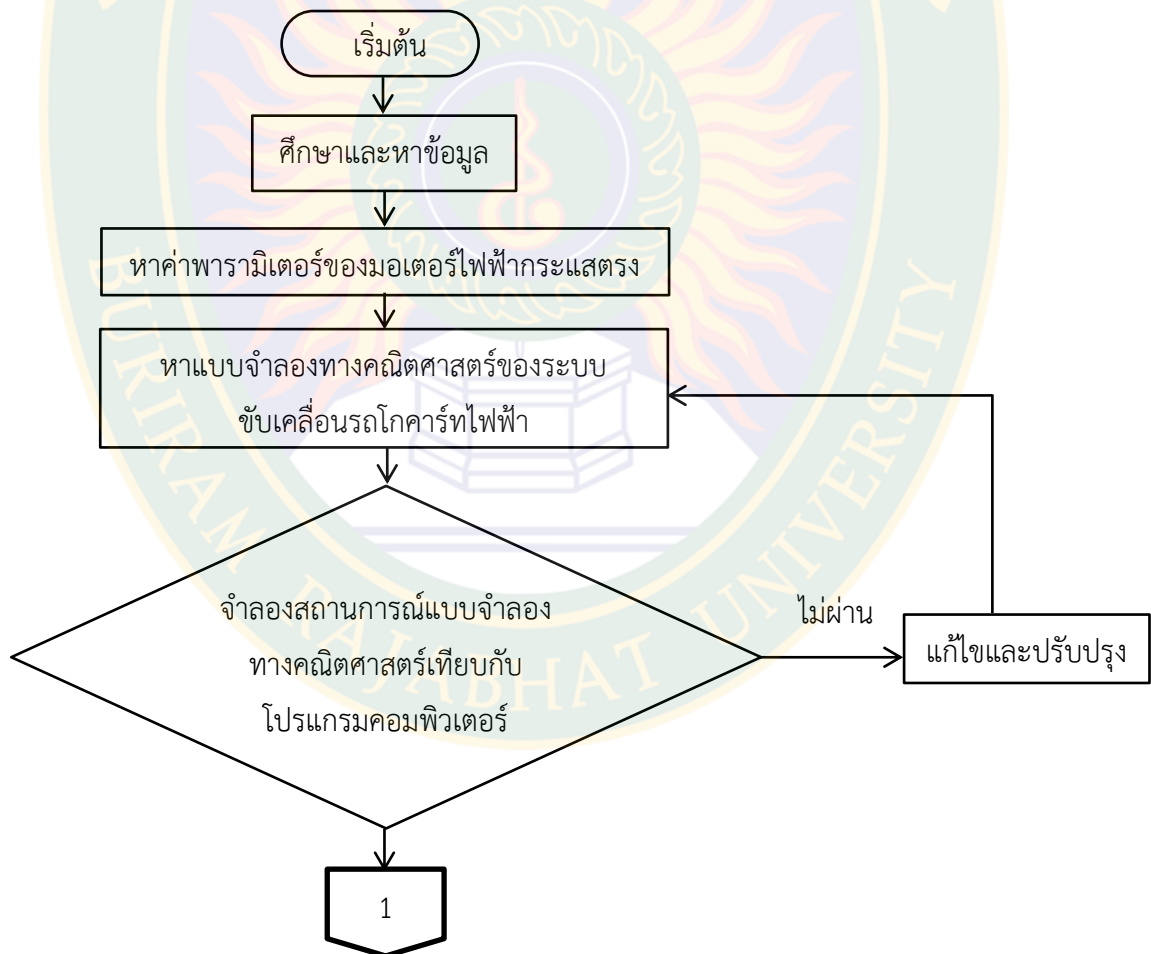 เริ่มต้น
ศึกษาและหาข้อมูล
หาค่าพารามิเตอร์ของมอเตอร์ไฟฟ้ากระแสตรง
หาแบบจำลองทางคณิตศาสตร์ของระบบ
ขับเคลื่อนรถโกคาร์ทไฟฟ้า
จำลองสถานการณ์แบบจำลอง
ทางคณิตศาสตร์เทียบกับ
โปรแกรมคอมพิวเตอร์
ไม่ผ่าน
แก้ไขและปรับปรุง
1
BURIRAM RAJABHAT UNIVERSITY